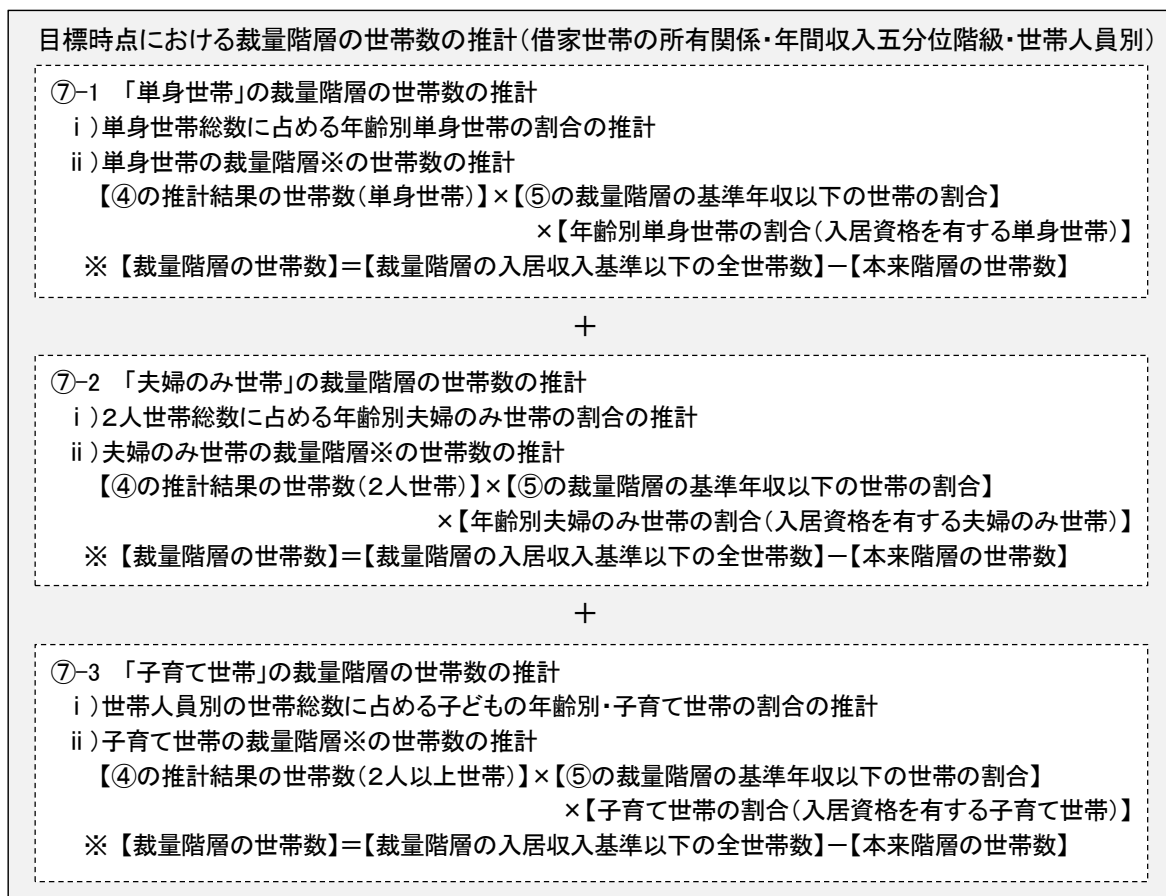 目標時点における裁量階層の世帯数の推計(借家世帯の所有関係・年間収入五分位階級・世帯人員別)
⑦-1 「単身世帯」の裁量階層の世帯数の推計
ⅰ)単身世帯総数に占める年齢別単身世帯の割合の推計
ⅱ)単身世帯の裁量階層※の世帯数の推計
【④の推計結果の世帯数(単身世帯)】×【⑤の裁量階層の基準年収以下の世帯の割合】
×【年齢別単身世帯の割合(入居資格を有する単身世帯)】
※ 【裁量階層の世帯数】=【裁量階層の入居収入基準以下の全世帯数】-【本来階層の世帯数】
+
⑦-2 「夫婦のみ世帯」の裁量階層の世帯数の推計
ⅰ)2人世帯総数に占める年齢別夫婦のみ世帯の割合の推計
ⅱ)夫婦のみ世帯の裁量階層※の世帯数の推計
【④の推計結果の世帯数(2人世帯)】×【⑤の裁量階層の基準年収以下の世帯の割合】
×【年齢別夫婦のみ世帯の割合(入居資格を有する夫婦のみ世帯)】
※ 【裁量階層の世帯数】=【裁量階層の入居収入基準以下の全世帯数】-【本来階層の世帯数】
+
⑦-3 「子育て世帯」の裁量階層の世帯数の推計
ⅰ)世帯人員別の世帯総数に占める子どもの年齢別・子育て世帯の割合の推計
ⅱ)子育て世帯の裁量階層※の世帯数の推計
【④の推計結果の世帯数(2人以上世帯)】×【⑤の裁量階層の基準年収以下の世帯の割合】
×【子育て世帯の割合(入居資格を有する子育て世帯)】
※ 【裁量階層の世帯数】=【裁量階層の入居収入基準以下の全世帯数】-【本来階層の世帯数】